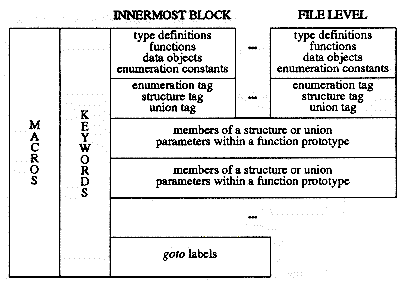 INNERMOST BLOCK
FILE LEVEL
type definitions
functions
data objects
enumeration constants
...
type definitions
functions
data objects
enumeration constants
enumeration tag
structure tag
union tag
...
enumeration tag
structure tag
union tag
MACROS
KEYWORDS
members of a structure or union
parameters within a function prototype
members of a structure or union
parameters within a function prototype
...
goto labels